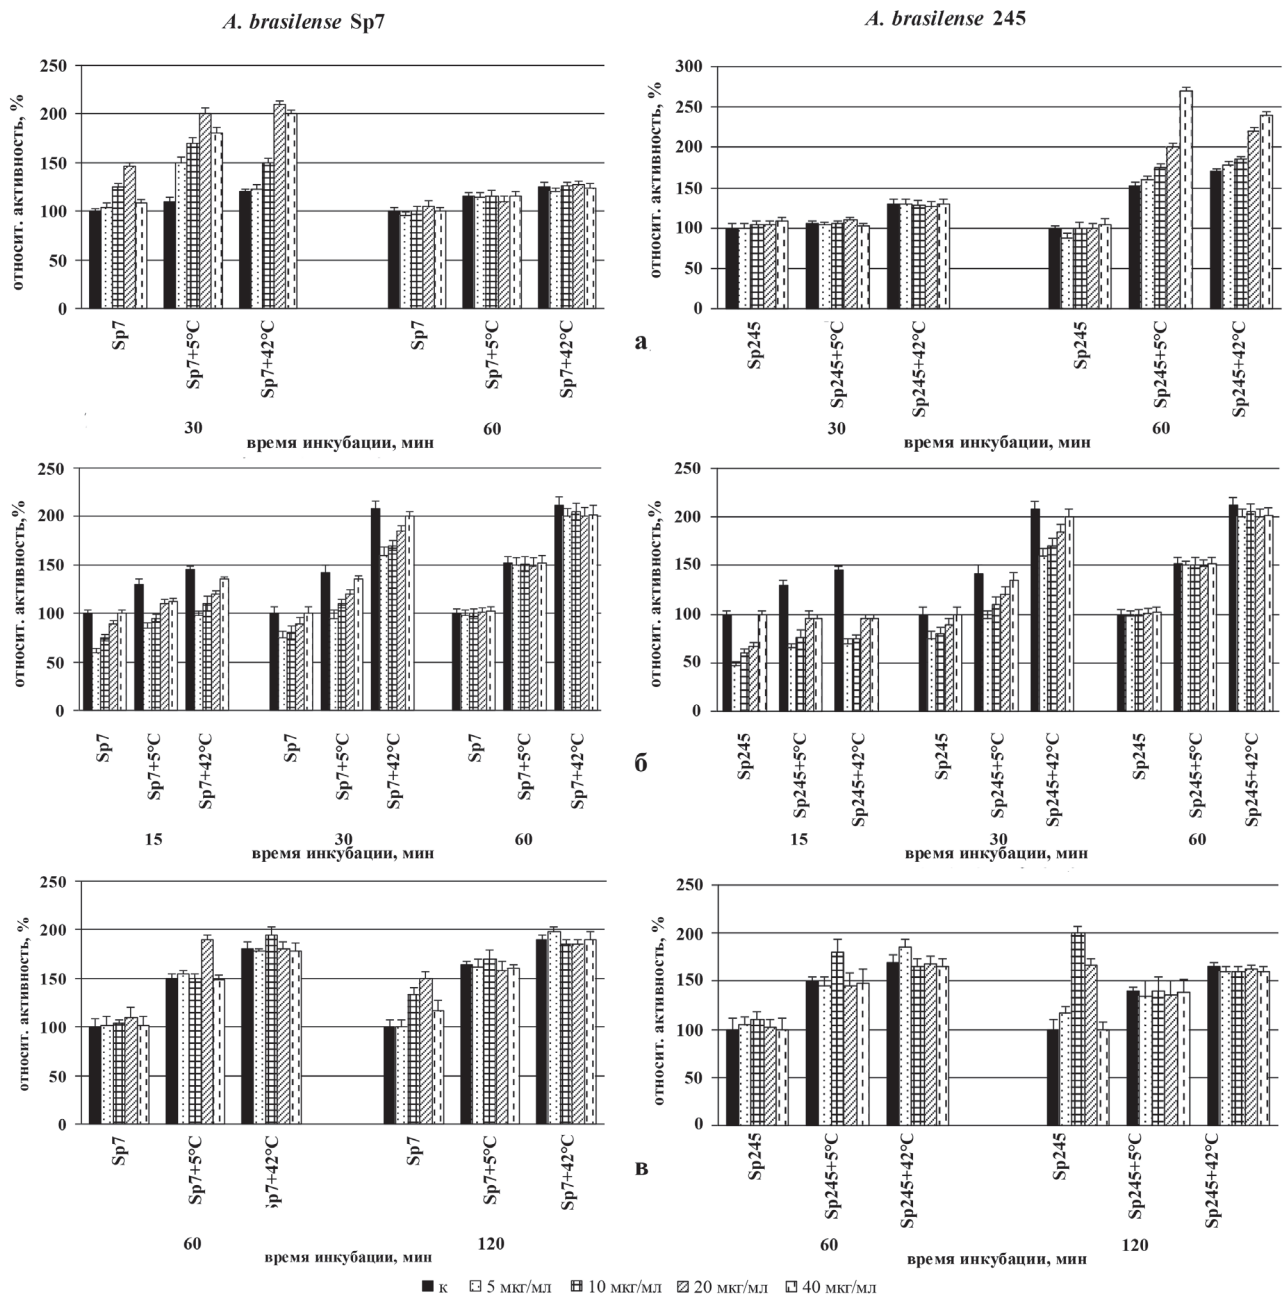 A. brasilense Sp7
A. brasilense 245
относит. активность, %
250
200
150
100
50
0
Sp7
Sp7+5°C
Sp7+42°C
Sp7
Sp7+5°C
Sp7+42°C
30
60
время инкубации, мин
а
относит. активность, %
300
250
200
150
100
50
0
Sp245
Sp245+5°C
Sp245+42°C
Sp245
Sp245+5°C
Sp245+42°C
30
60
время инкубации, мин
относит. активность,%
250
200
150
100
50
0
Sp7
Sp7+5°C
Sp7+42°C
Sp7
Sp7+5°C
Sp7+42°C
Sp7
Sp7+5°C
Sp7+42°C
15
30
60
время инкубации, мин
б
относит. активность,%
250
200
150
100
50
0
Sp245
Sp245+5°C
Sp245+42°C
Sp245
Sp245+5°C
Sp245+42°C
Sp245
Sp245+5°C
Sp245+42°C
15
30
60
время инкубации, мин
относит. активность, %
250
200
150
100
50
0
Sp7
Sp7+5°C
Sp7+42°C
Sp7
Sp7+5°C
Sp7+42°C
60
120
время инкубации, мин
в
относит. активность, %
250
200
150
100
50
0
Sp245
Sp245+5°C
Sp245+42°C
Sp245
Sp245+5°C
Sp245+42°C
60
120
время инкубации, мин
к 5 мкг/мл 10 мкг/мл 20 мкг/мл 40 мкг/мл